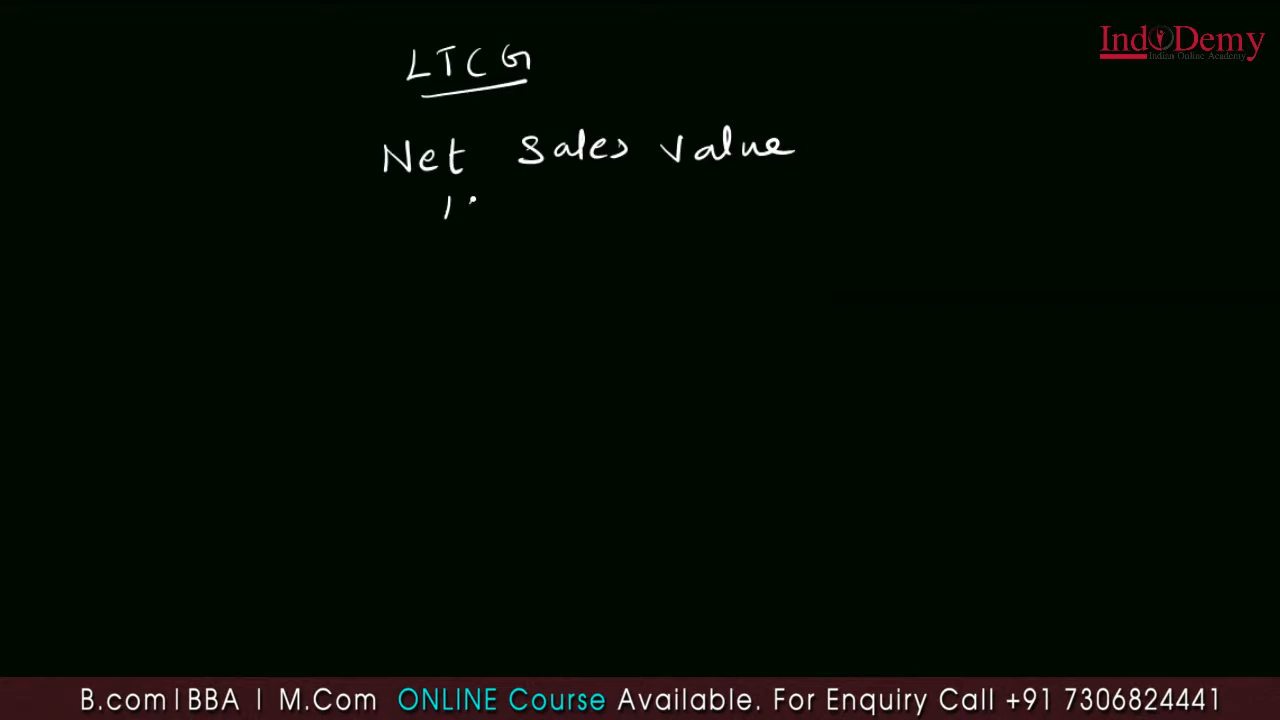 IndoDemy
Indian Online Academy
LTCG
Net Sales Value
B.com|BBA | M.Com ONLINE Course Available. For Enquiry Call +91 7306824441